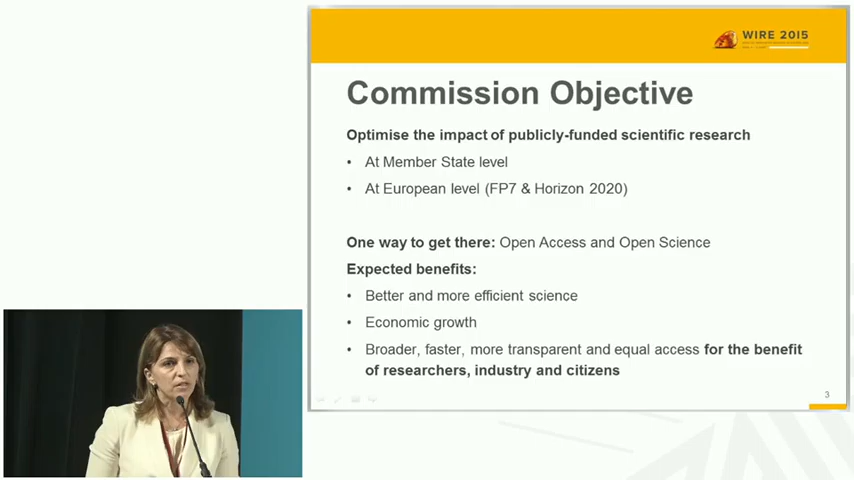 WIRE 2015
Commission Objective
Optimise the impact of publicly-funded scientific research
• At Member State level
• At European level (FP7 & Horizon 2020)
One way to get there: Open Access and Open Science
Expected benefits:
• Better and more efficient science
• Economic growth
• Broader, faster, more transparent and equal access for the benefit
of researchers, industry and citizens
3